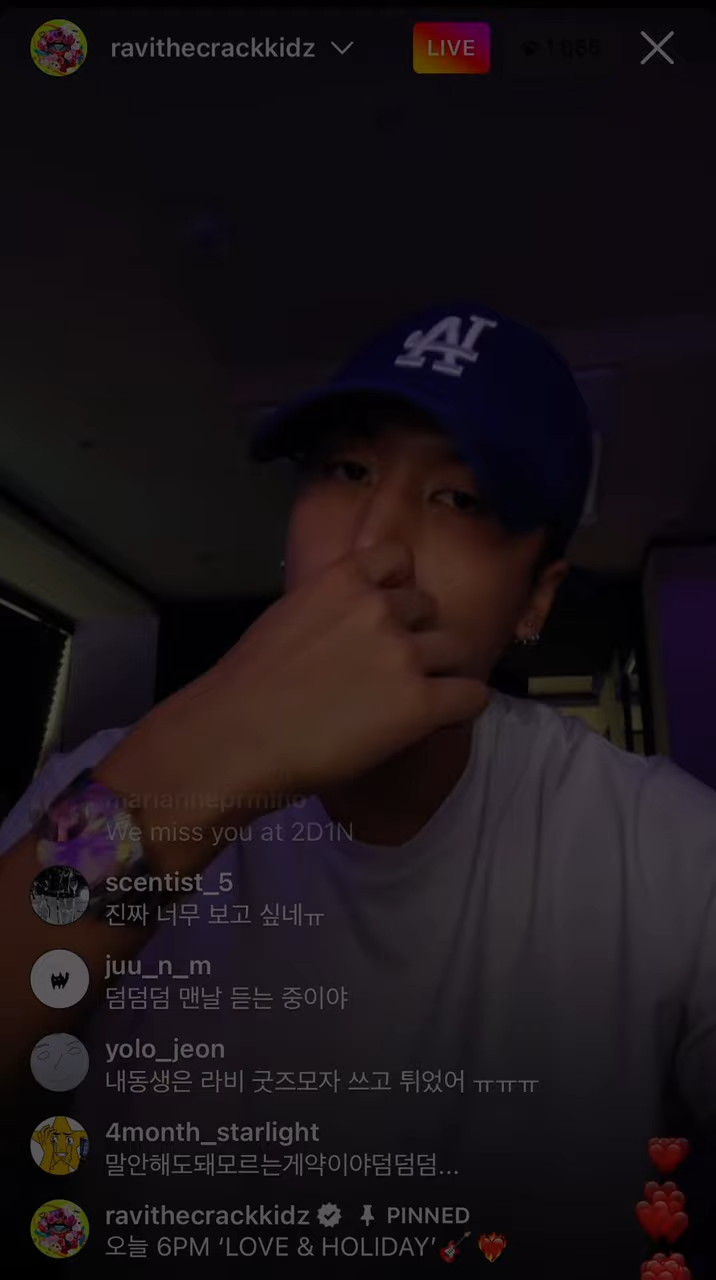 ravithecrackkidz
LIVE
LA
We miss you at 2D1N
scentist_5
진짜 너무 보고 싶네ㅠ
juu_n_m
덤덤덤 맨날 듣는 중이야
yolo_jeon
내동생은 라비 굿즈모자 쓰고 튀었어 ㅠㅠㅠ
4month_starlight
말안해도돼모르는게약이야덤덤덤...
ravithecrackkidz PINNED
오늘 6PM ‘LOVE & HOLIDAY’🎸❤️‍🔥